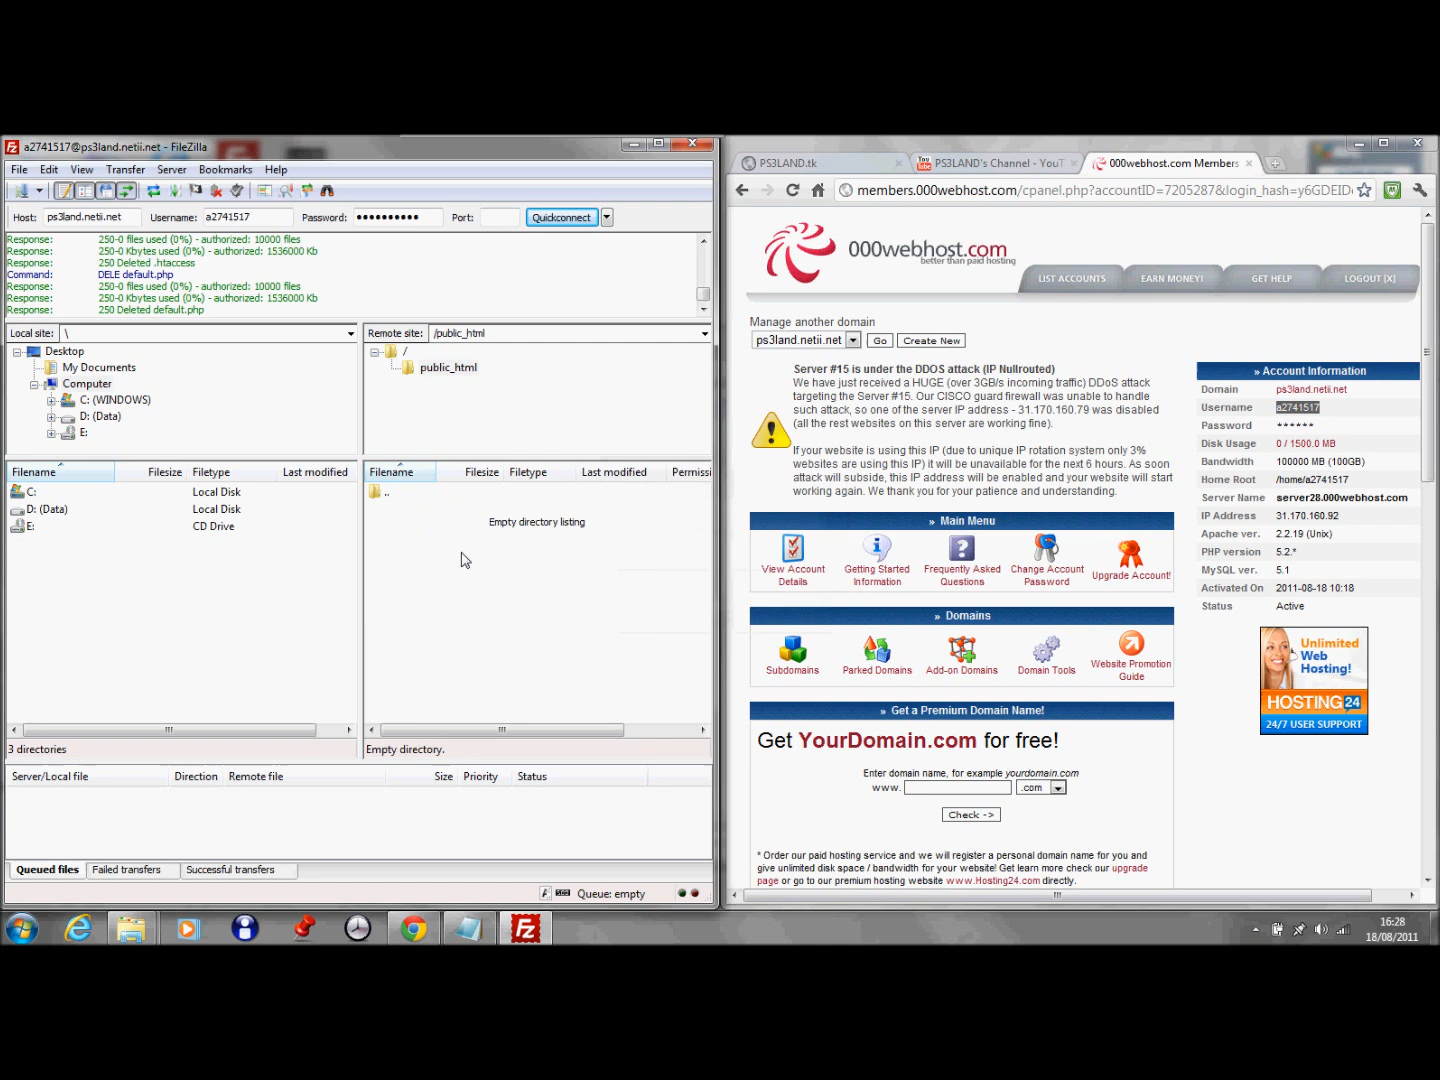 a2741517@ps3land.netii.net - FileZilla
File Edit View Transfer Server Bookmarks Help
Host: ps3land.netii.net Username: a2741517 Password: •••••••••• Port: Quickconnect
Response: 250-0 files used (0%) - authorized: 10000 files
Response: 250-0 Kbytes used (0%) - authorized: 1536000 Kb
Response: 250 Deleted .htaccess
Command: DELE default.php
Response: 250-0 files used (0%) - authorized: 10000 files
Response: 250-0 Kbytes used (0%) - authorized: 1536000 Kb
Response: 250 Deleted default.php
Local site: \
Desktop
My Documents
Computer
C: (WINDOWS)
D: (Data)
E:
Remote site: /public_html
/
public_html
Filename Filesize Filetype Last modified
C: Local Disk
D: (Data) Local Disk
E: CD Drive
3 directories
Filename Filesize Filetype Last modified Permissi
..
Empty directory listing
Empty directory.
Server/Local file Direction Remote file Size Priority Status
Queued files Failed transfers Successful transfers
Queue: empty
PS3LAND.tk
You Tube PS3LAND's Channel - YouT
000webhost.com Members
members.000webhost.com/cpanel.php?accountID=7205287&login_hash=y6GDEID
000webhost.com
better than paid hosting
LIST ACCOUNTS EARN MONEY! GET HELP LOGOUT [X]
Manage another domain
ps3land.netii.net Go Create New
Server #15 is under the DDOS attack (IP Nullrouted)
We have just received a HUGE (over 3GB/s incoming traffic) DDoS attack
targeting the Server #15. Our CISCO guard firewall was unable to handle
such attack, so one of the server IP address - 31.170.160.79 was disabled
(all the rest websites on this server are working fine).
If your website is using this IP (due to unique IP rotation system only 3%
websites are using this IP) it will be unavailable for the next 6 hours. As soon
attack will subside, this IP address will be enabled and your website will start
working again. We thank you for your patience and understanding.
» Main Menu
View Account Details
Getting Started Information
Frequently Asked Questions
Change Account Password
Upgrade Account!
» Domains
Subdomains
Parked Domains
Add-on Domains
Domain Tools
Website Promotion Guide
» Get a Premium Domain Name!
Get YourDomain.com for free!
Enter domain name, for example yourdomain.com
www. .com
Check ->
* Order our paid hosting service and we will register a personal domain name for you and
give unlimited disk space / bandwidth for your website! Get learn more check our upgrade
page or go to our premium hosting website www.Hosting24.com directly.
» Account Information
Domain ps3land.netii.net
Username a2741517
Password ******
Disk Usage 0 / 1500.0 MB
Bandwidth 100000 MB (100GB)
Home Root /home/a2741517
Server Name server28.000webhost.com
IP Address 31.170.160.92
Apache ver. 2.2.19 (Unix)
PHP version 5.2.*
MySQL ver. 5.1
Activated On 2011-08-18 10:18
Status Active
Unlimited
Web
Hosting!
HOSTING 24
24/7 USER SUPPORT
16:28
18/08/2011